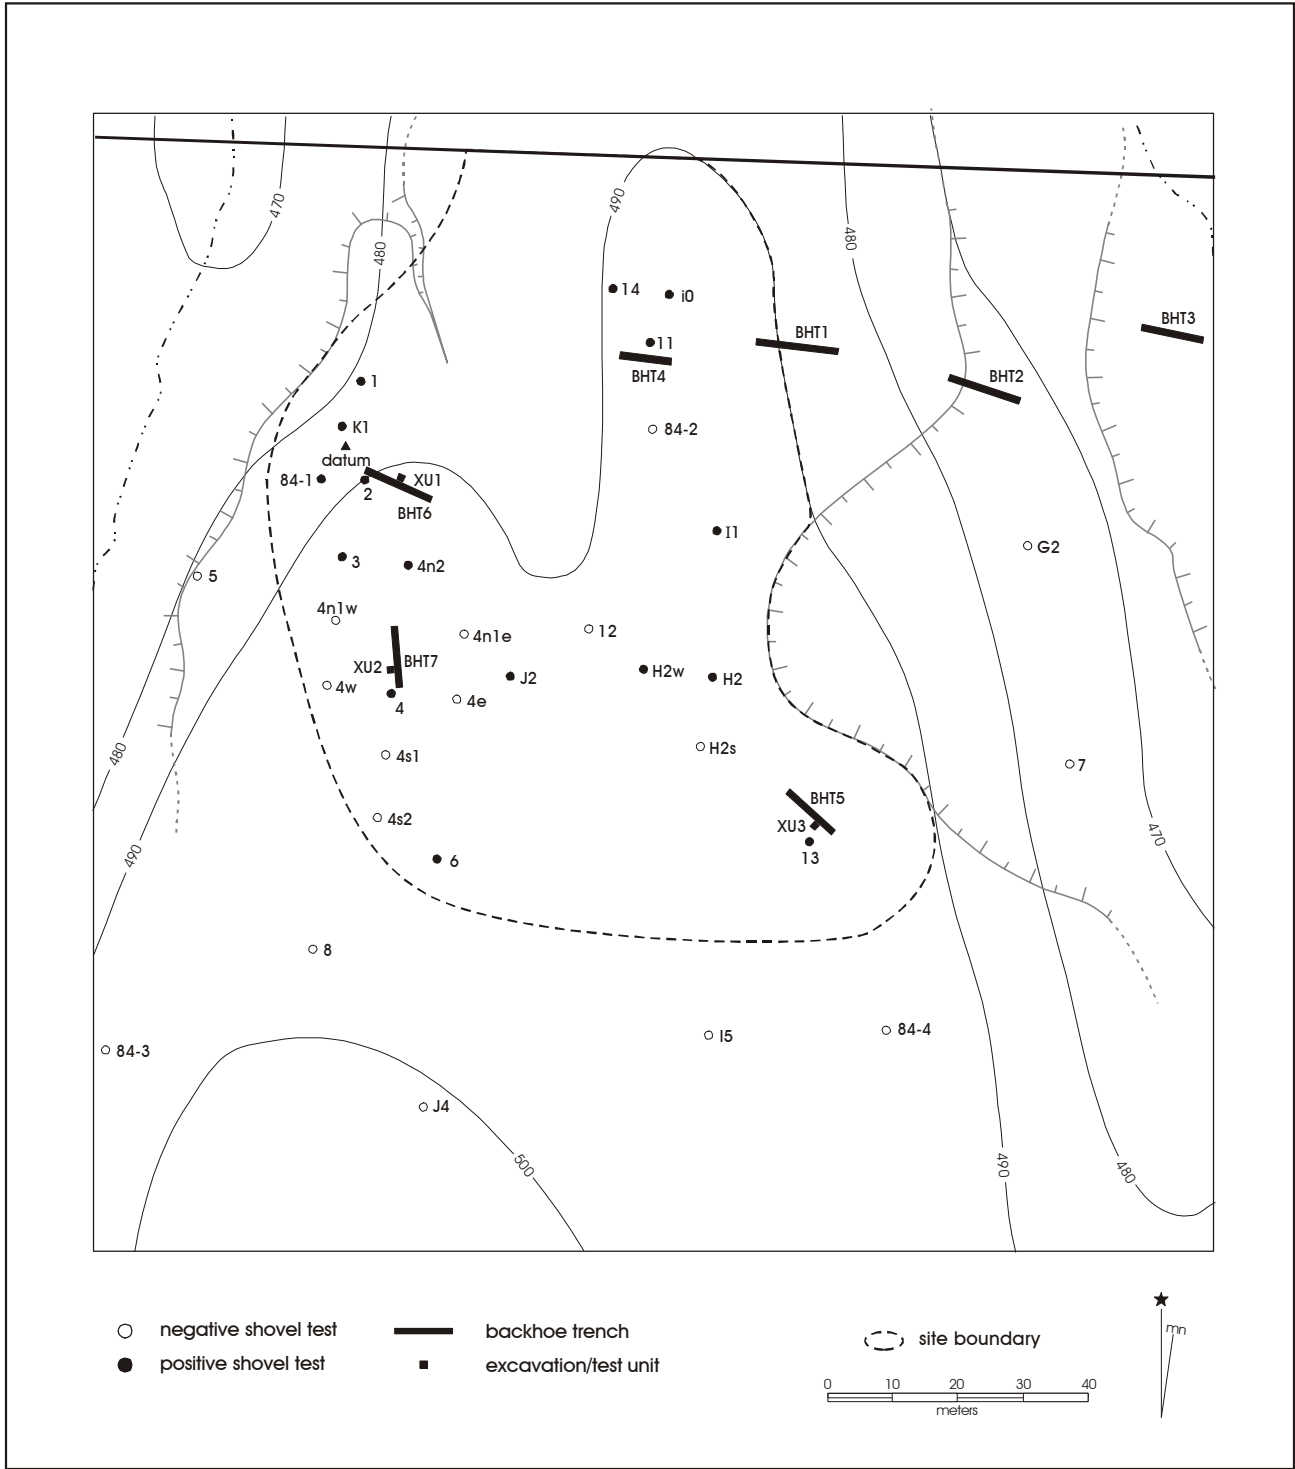 470
480
490
480
14
i0
BHT1
BHT3
11
BHT4
BHT2
1
K1
84-2
datum
84-1
2
XU1
BHT6
I1
G2
3
4n2
5
4n1w
4n1e
12
XU2
BHT7
J2
H2w
H2
4w
4
4e
480
4s1
H2s
7
BHT5
XU3
4s2
13
470
490
6
8
I5
84-4
84-3
J4
500
490
480
negative shovel test
backhoe trench
site boundary
mn
positive shovel test
excavation/test unit
0 10 20 30 40
meters